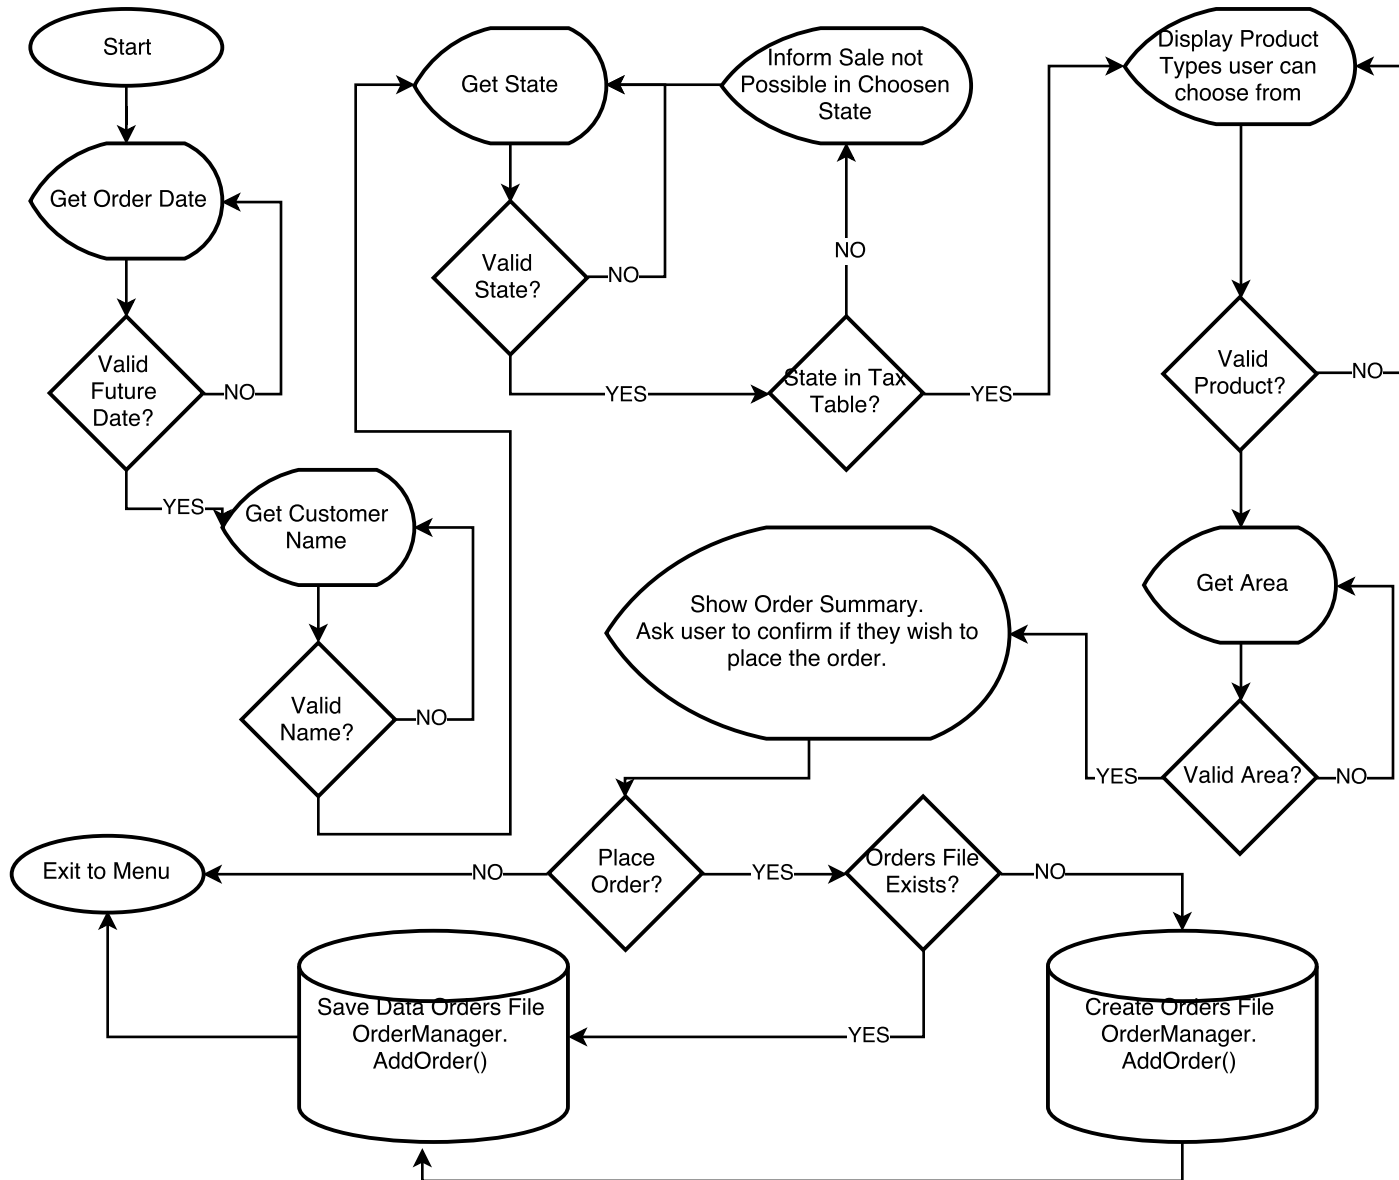 Start
Get Order Date
Valid
Future
Date?
NO
YES
Get Customer
Name
Valid
Name?
NO
Get State
Valid
State?
NO
YES
Inform Sale not
Possible in Choosen
State
NO
State in Tax
Table?
YES
Display Product
Types user can
choose from
Valid
Product?
NO
Get Area
Valid Area?
NO
YES
Show Order Summary.
Ask user to confirm if they wish to
place the order.
Place
Order?
NO
Exit to Menu
YES
Orders File
Exists?
NO
YES
Create Orders File
OrderManager.
AddOrder()
Save Data Orders File
OrderManager.
AddOrder()